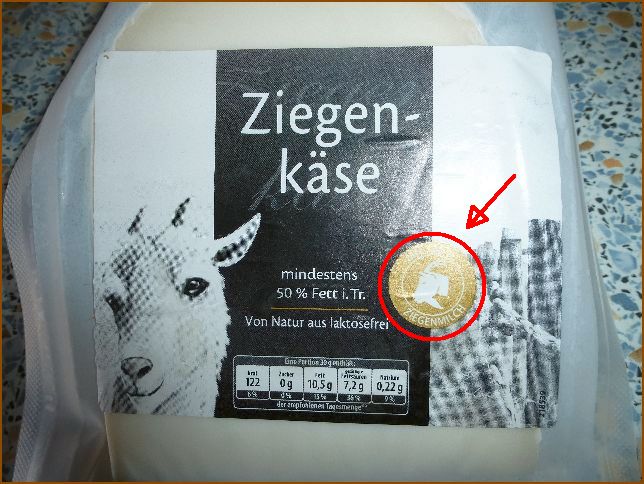 Ziegen-
käse
mindestens
50 % Fett i. Tr.
Von Natur aus laktosefrei
ZIEGENMILCH
Eine Portion 30 g enthält:
kcal Zucker Fett gesättigte Fettsäuren Natrium
122 0 g 10,5 g 7,2 g 0,22 g
6 % 0 % 15 % 36 % 9 %
der empfohlenen Tagesmenge**